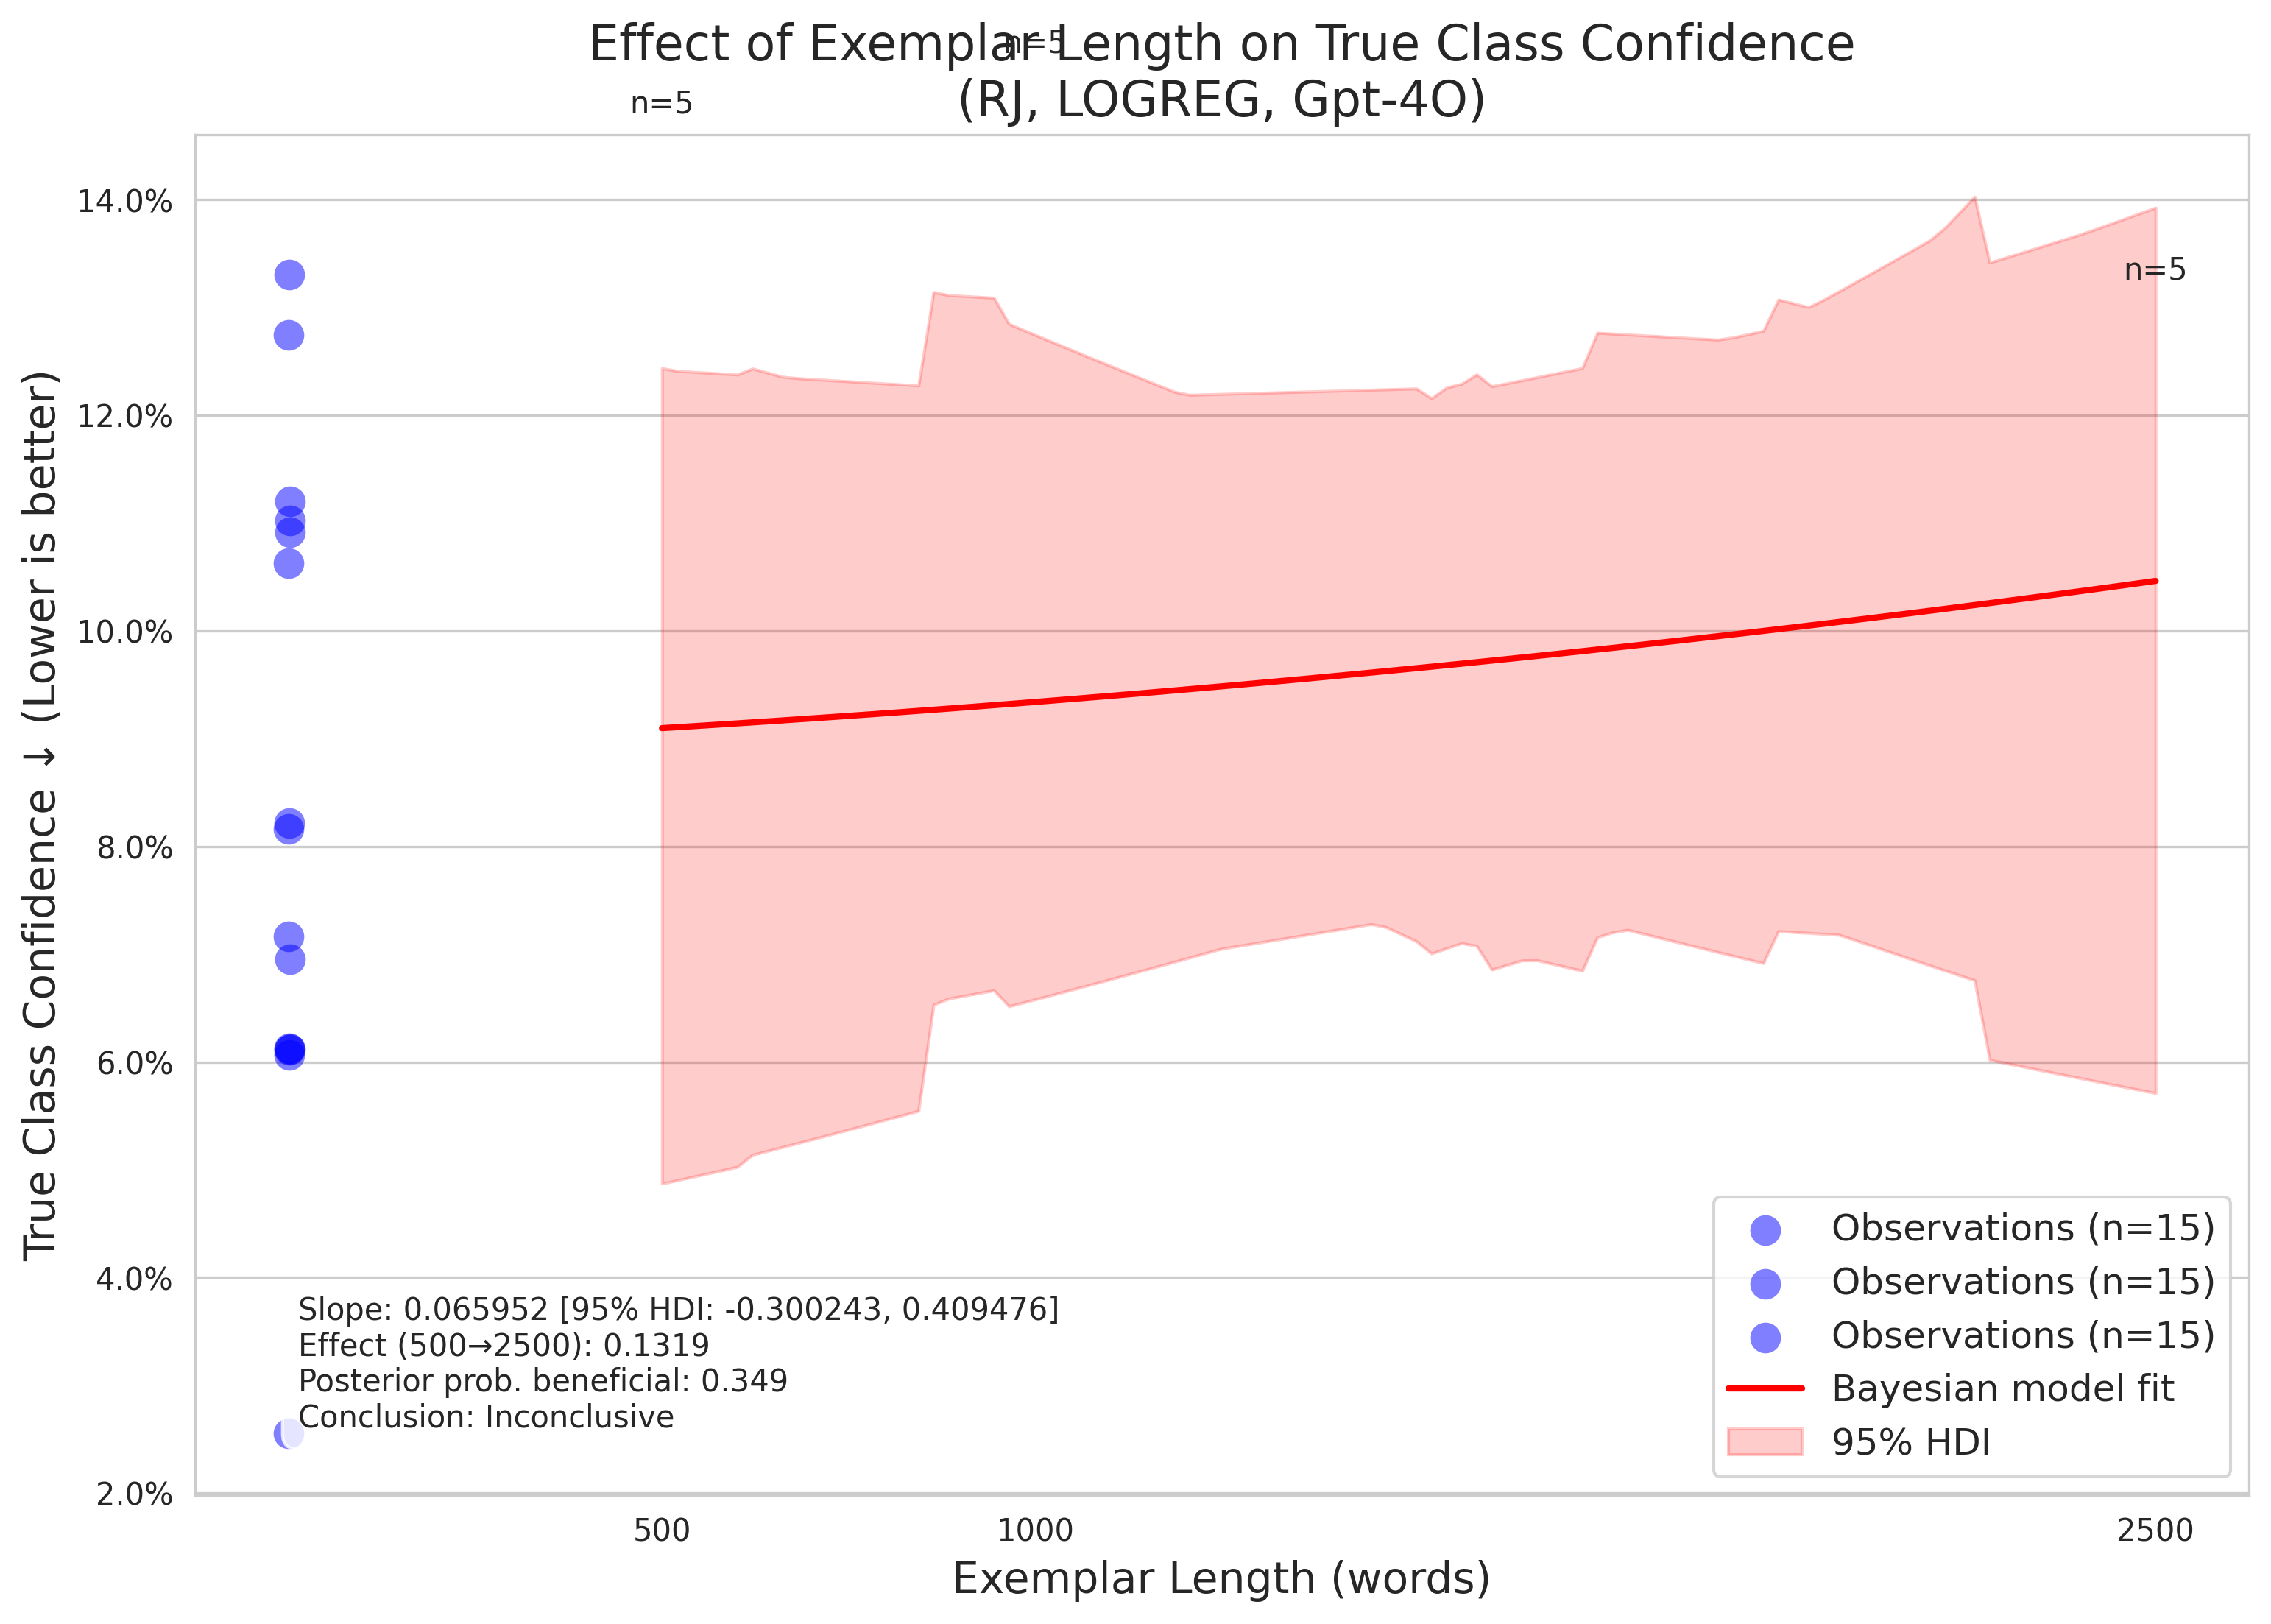 Effect of Exemplar Length on True Class Confidence
(RJ, LOGREG, Gpt-4O)
n=5
n=5
n=5
True Class Confidence ↓ (Lower is better)
14.0%
12.0%
10.0%
8.0%
6.0%
4.0%
2.0%
Slope: 0.065952 [95% HDI: -0.300243, 0.409476]
Effect (500→2500): 0.1319
Posterior prob. beneficial: 0.349
Conclusion: Inconclusive
Observations (n=15)
Observations (n=15)
Observations (n=15)
Bayesian model fit
95% HDI
500
1000
2500
Exemplar Length (words)